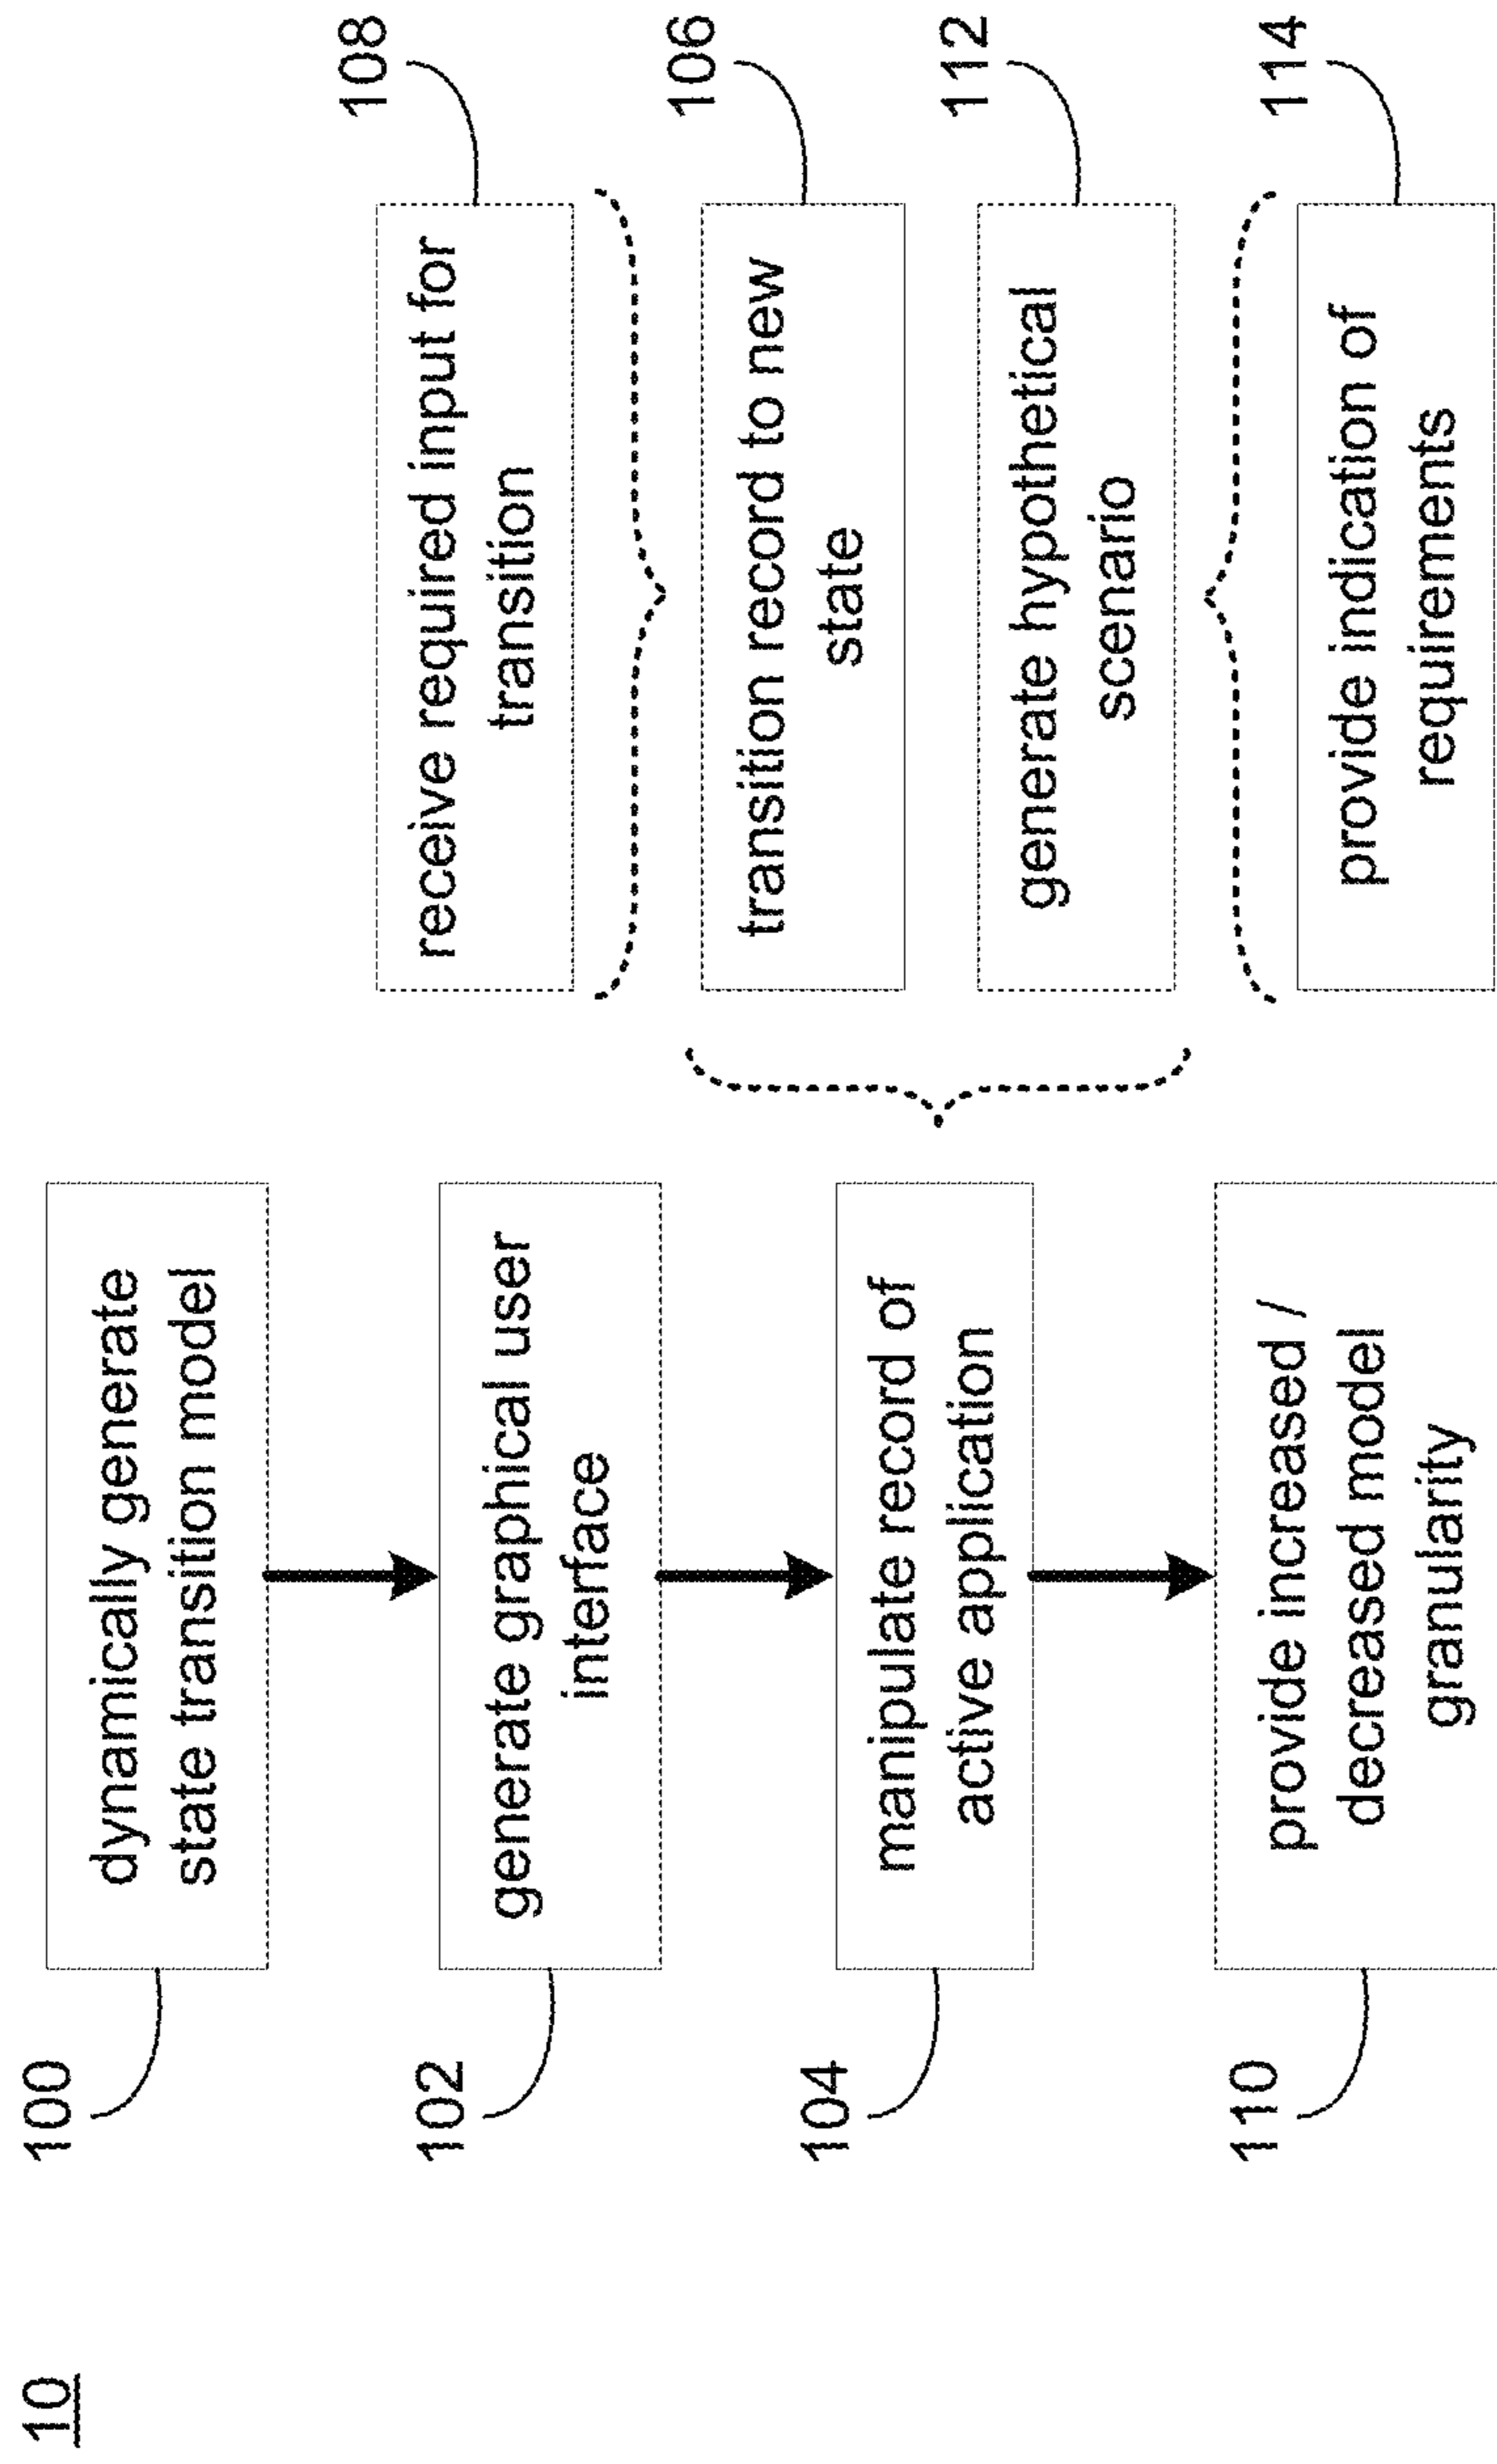 10
100
dynamically generate
state transition model
102
generate graphical user
interface
104
manipulate record of
active application
110
provide increased /
decreased model
granularity
108
receive required input for
transition
106
transition record to new
state
112
generate hypothetical
scenario
114
provide indication of
requirements